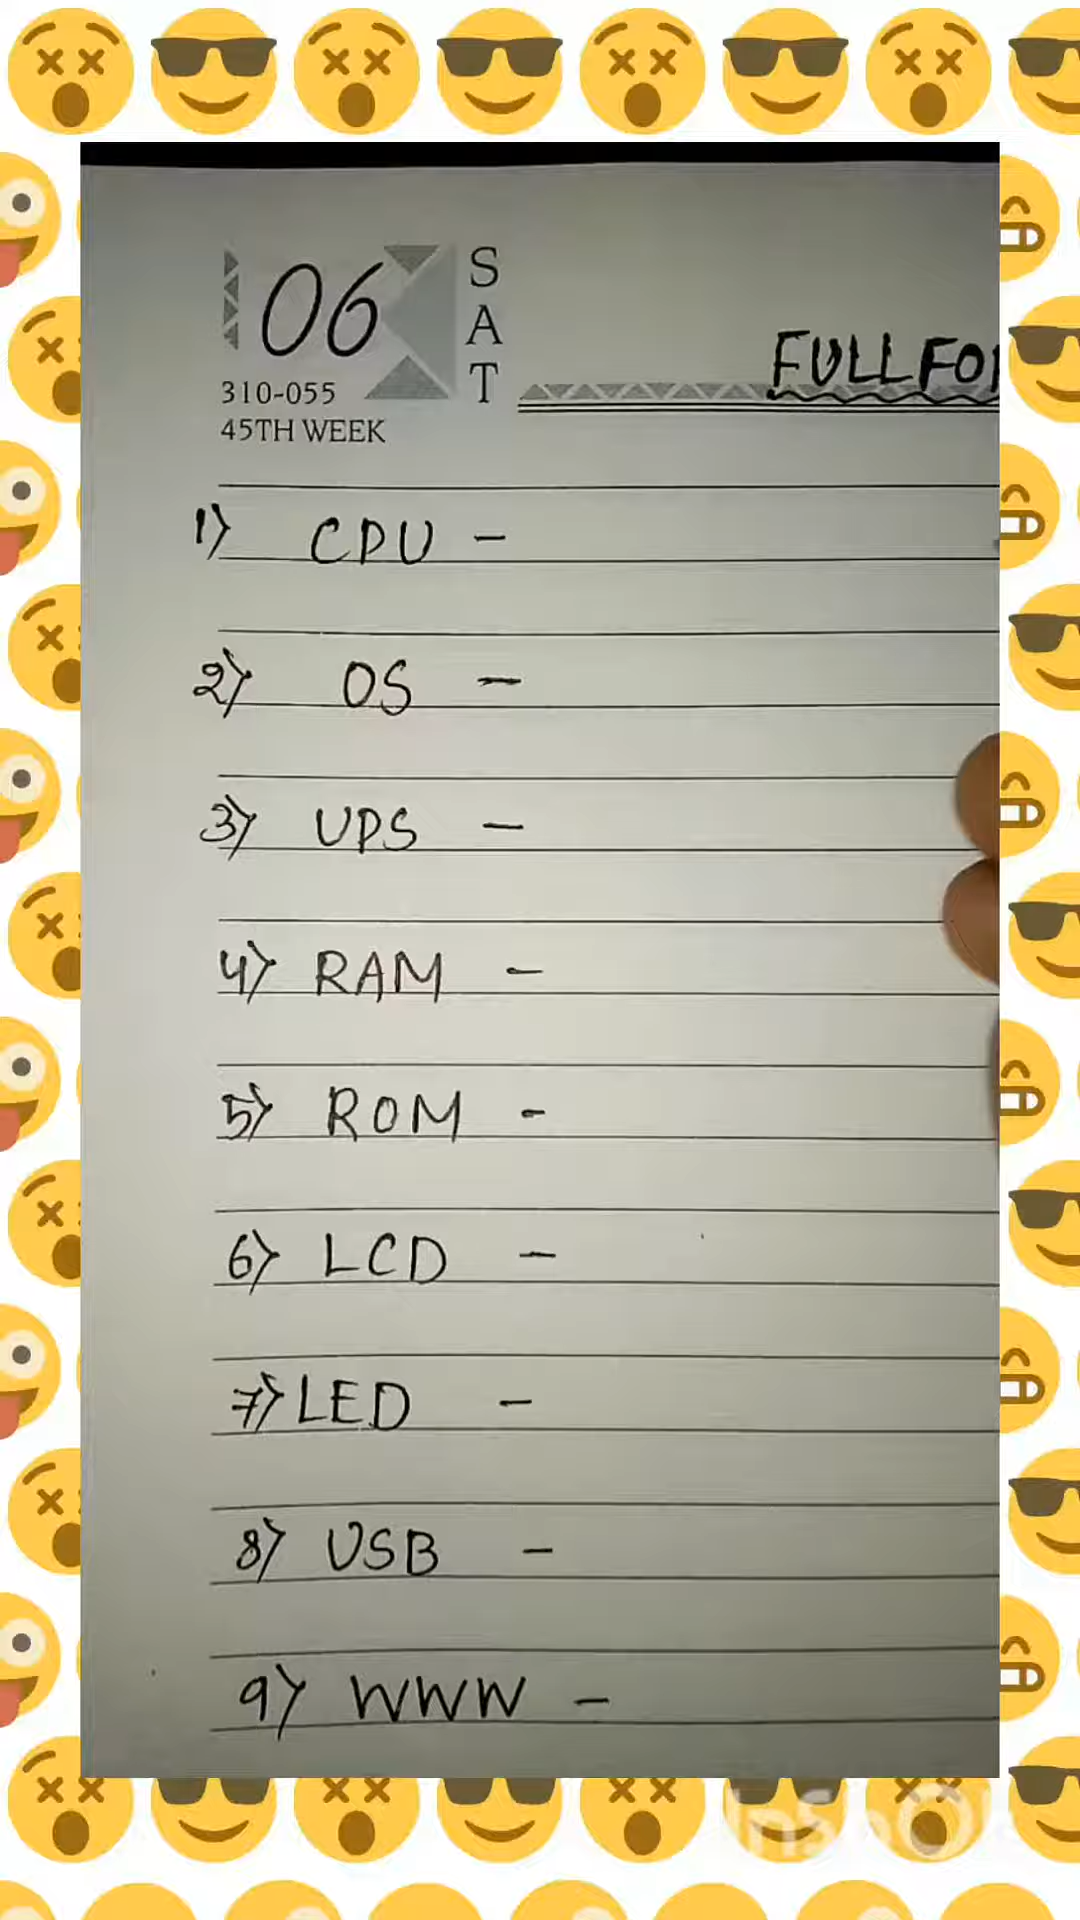 06
SAT
310-055
45TH WEEK
FULL FO
1) CPU -
2) OS -
3) UPS -
4) RAM -
5) ROM -
6) LCD -
7) LED -
8) USB -
9) WWW -